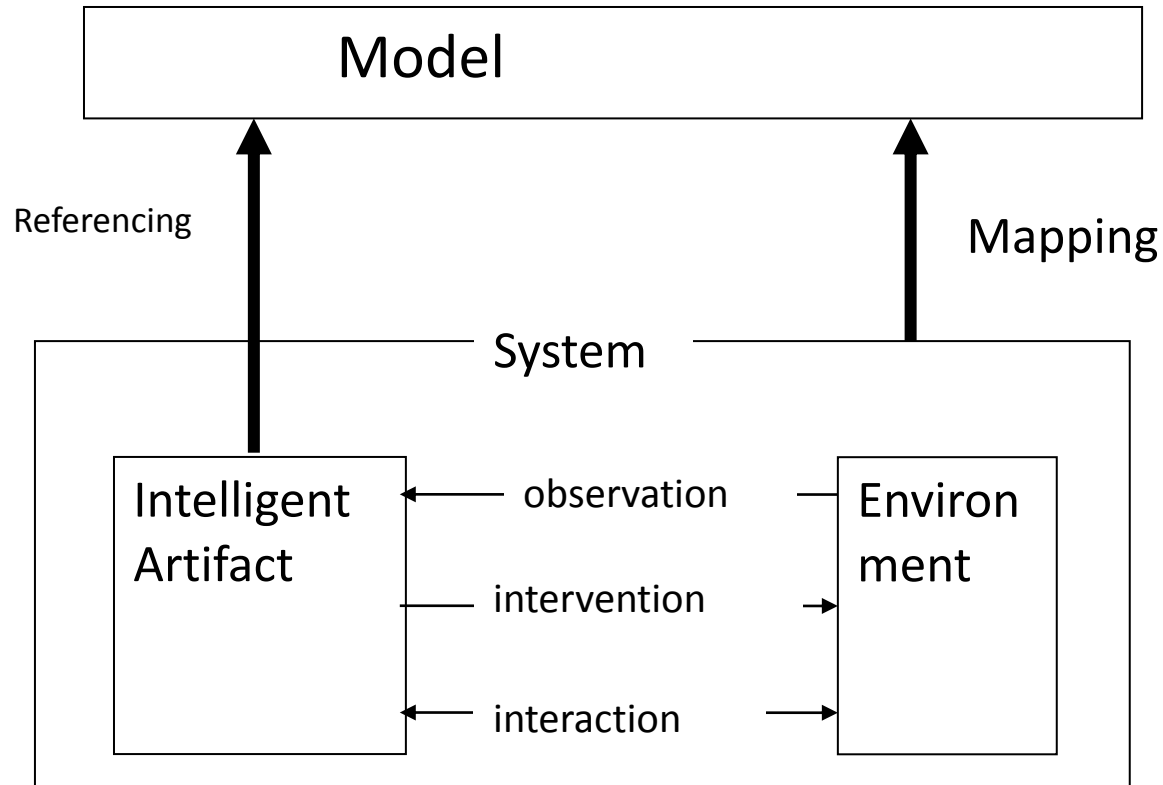 Model
Referencing
Mapping
System
Intelligent
Artifact
observation
intervention
interaction
Environ
ment